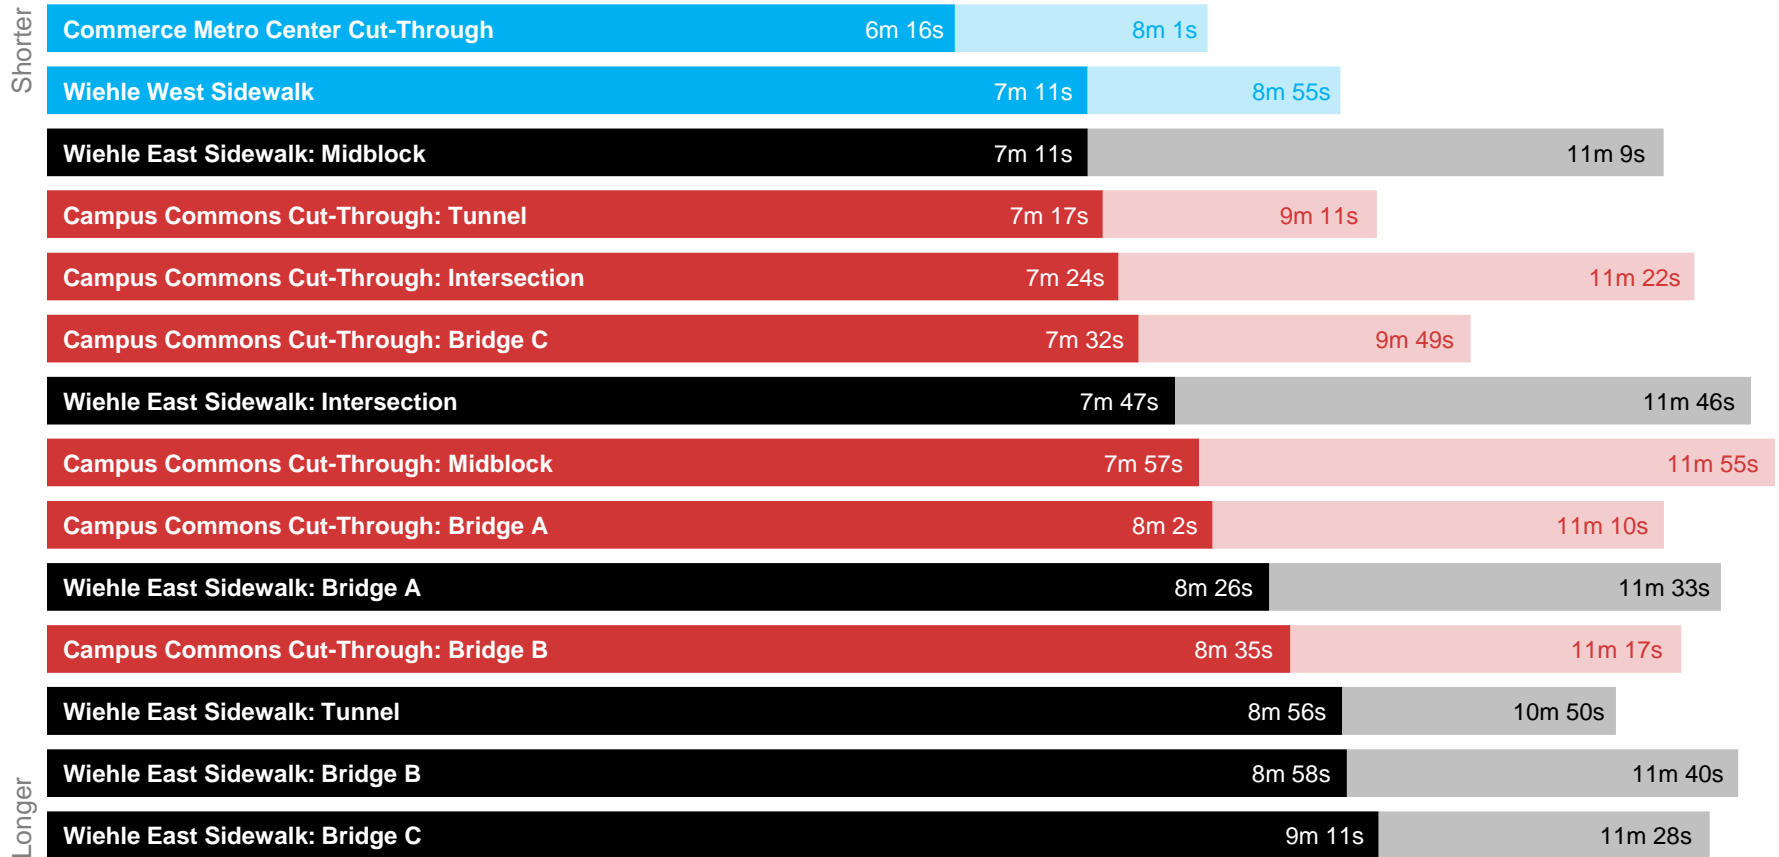 Shorter
Commerce Metro Center Cut-Through 6m 16s 8m 1s
Wiehle West Sidewalk 7m 11s 8m 55s
Wiehle East Sidewalk: Midblock 7m 11s 11m 9s
Campus Commons Cut-Through: Tunnel 7m 17s 9m 11s
Campus Commons Cut-Through: Intersection 7m 24s 11m 22s
Campus Commons Cut-Through: Bridge C 7m 32s 9m 49s
Wiehle East Sidewalk: Intersection 7m 47s 11m 46s
Campus Commons Cut-Through: Midblock 7m 57s 11m 55s
Campus Commons Cut-Through: Bridge A 8m 2s 11m 10s
Wiehle East Sidewalk: Bridge A 8m 26s 11m 33s
Campus Commons Cut-Through: Bridge B 8m 35s 11m 17s
Wiehle East Sidewalk: Tunnel 8m 56s 10m 50s
Wiehle East Sidewalk: Bridge B 8m 58s 11m 40s
Longer
Wiehle East Sidewalk: Bridge C 9m 11s 11m 28s